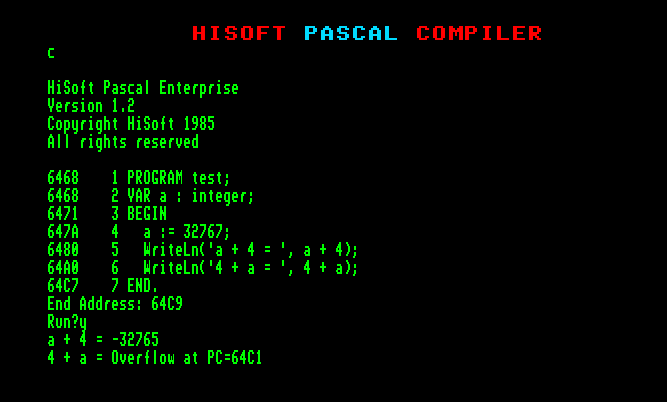 HISOFT PASCAL COMPILER
C
HiSoft Pascal Enterprise
Version 1.2
Copyright HiSoft 1985
All rights reserved
6468    1 PROGRAM test;
6468    2 VAR a : integer;
6471    3 BEGIN
647A    4   a := 32767;
6480    5   WriteLn('a + 4 = ', a + 4);
64A0    6   WriteLn('4 + a = ', 4 + a);
64C7    7 END.
End Address: 64C9
Run?y
a + 4 = -32765
4 + a = Overflow at PC=64C1